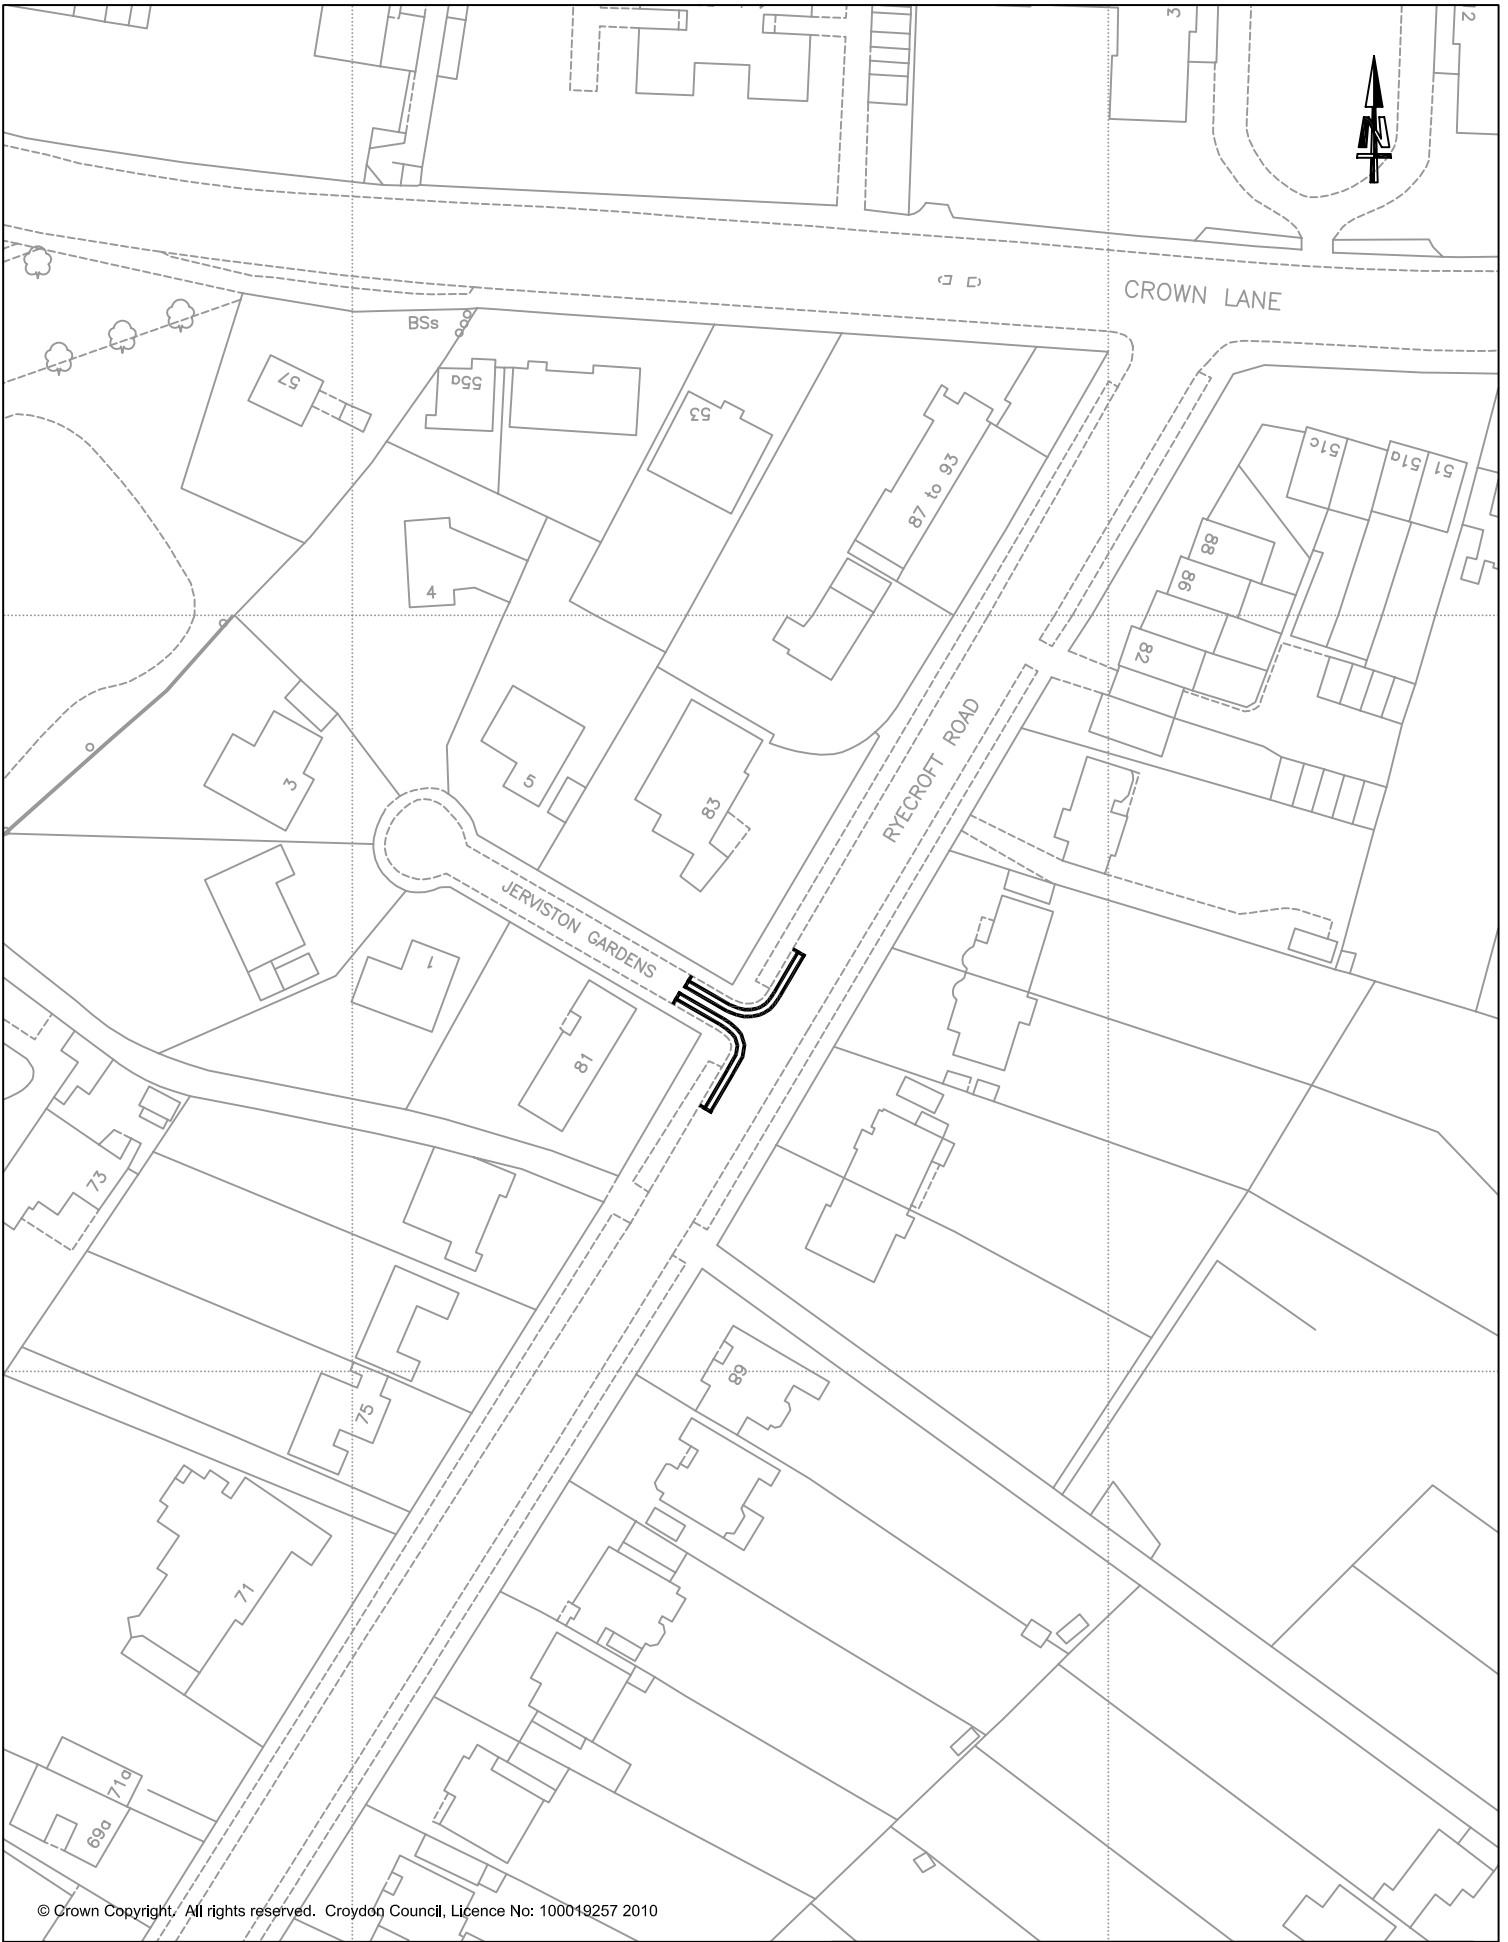 3
2
N
CROWN LANE
BSs
57
55a
53
51c
51a
51
87 to 93
88
86
82
4
3
5
83
RYECROFT ROAD
JERVISTON GARDENS
1
81
73
89
75
71
71a
69a
© Crown Copyright. All rights reserved. Croydon Council, Licence No: 100019257 2010